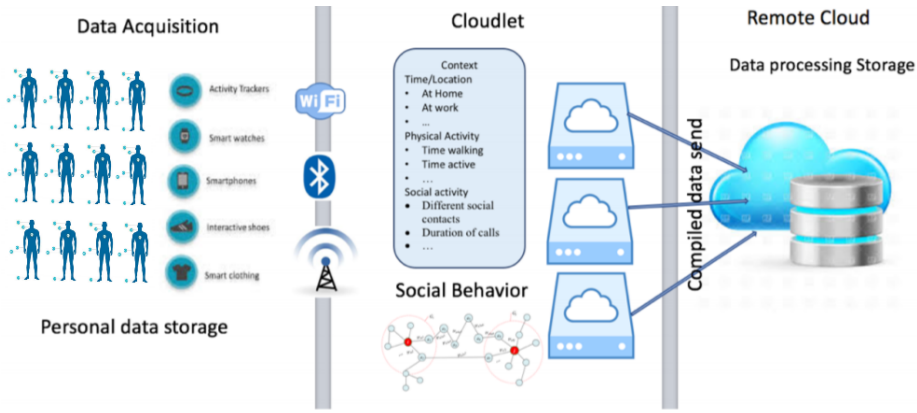 Data Acquisition
Activity Trackers
Smart watches
Smartphones
Interactive shoes
Smart clothing
Personal data storage
Wi Fi
Cloudlet
Context
Time/Location
• At Home
• At work
• ...
Physical Activity
• Time walking
• Time active
• ...
Social activity
• Different social
contacts
• Duration of calls
• ...
Social Behavior
Compiled data send
Remote Cloud
Data processing Storage